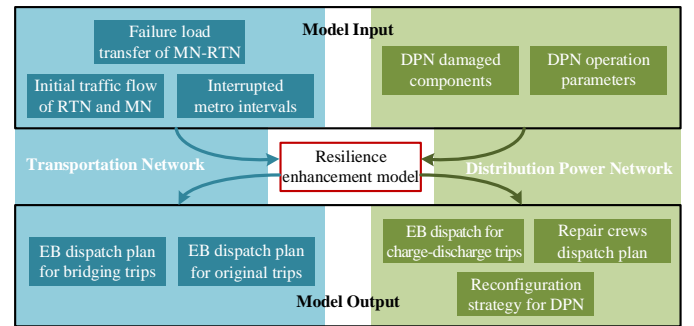 Failure load
transfer of MN-RTN
Model Input
DPN damaged
components
DPN operation
parameters
Initial traffic flow
of RTN and MN
Interrupted
metro intervals
Transportation Network
Resilience
enhancement model
Distribution Power Network
EB dispatch plan
for bridging trips
EB dispatch plan
for original trips
EB dispatch for
charge-discharge trips
Repair crews
dispatch plan
Reconfiguration
strategy for DPN
Model Output